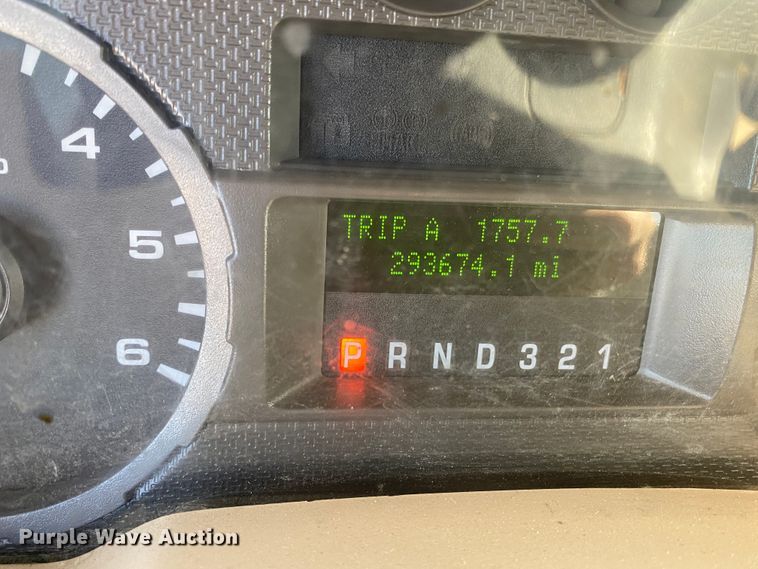 4
5
6
TRIP A 1757.7
293674.1 mi
P R N D 3 2 1
Purple Wave Auction